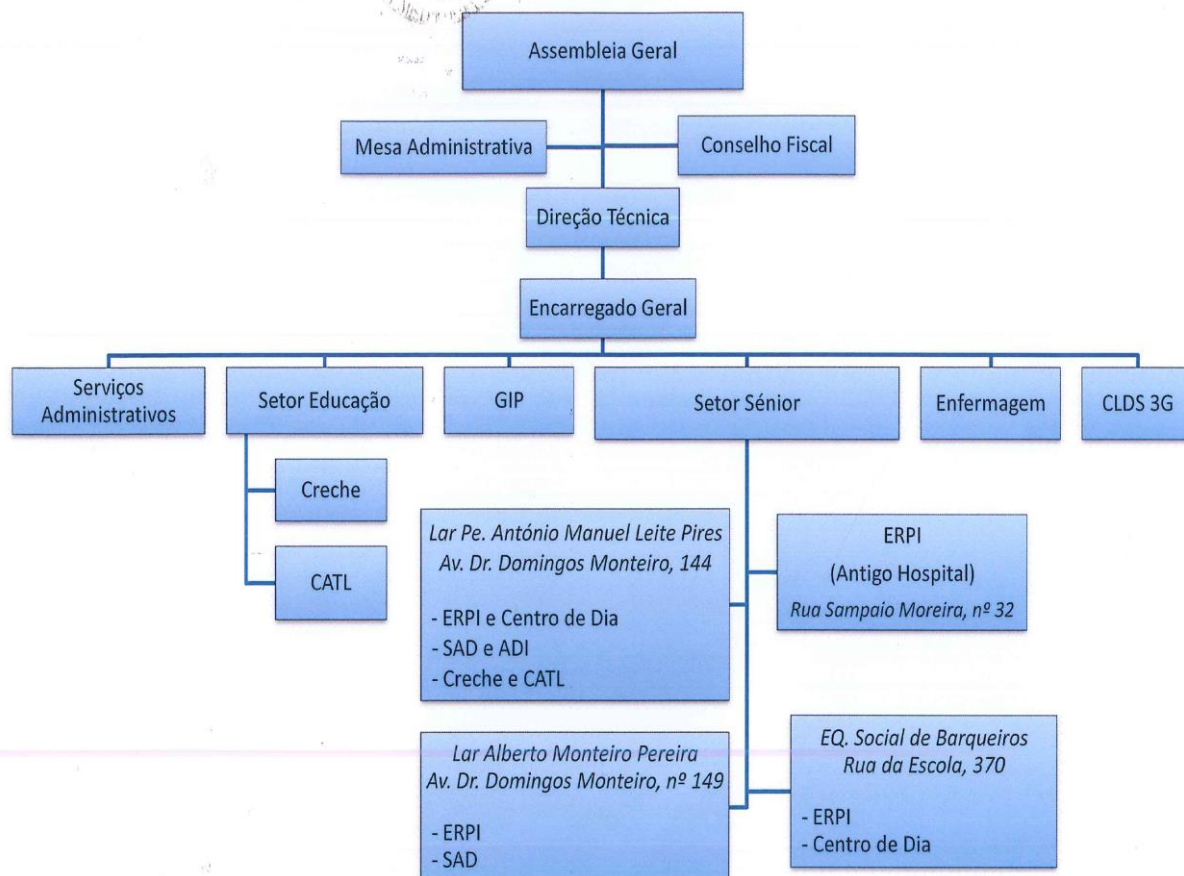 Assembleia Geral
Mesa Administrativa
Conselho Fiscal
Direção Técnica
Encarregado Geral
Serviços
Administrativos
Setor Educação
GIP
Setor Sénior
Enfermagem
CLDS 3G
Creche
CATL
Lar Pe. António Manuel Leite Pires
Av. Dr. Domingos Monteiro, 144
- ERPI e Centro de Dia
- SAD e ADI
- Creche e CATL
ERPI
(Antigo Hospital)
Rua Sampaio Moreira, nº 32
Lar Alberto Monteiro Pereira
Av. Dr. Domingos Monteiro, nº 149
- ERPI
- SAD
EQ. Social de Barqueiros
Rua da Escola, 370
- ERPI
- Centro de Dia